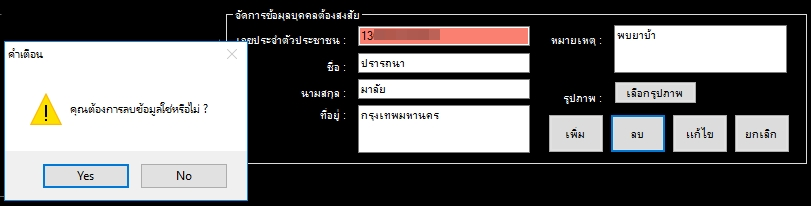 จัดการข้อมูลบุคคลต้องสงสัย
เลขประจำตัวประชาชน : 13
ชื่อ : ปรารถนา
นามสกุล : มาลัย
ที่อยู่ : กรุงเทพมหานคร
หมายเหตุ : พบยาบ้า
รูปภาพ : เลือกรูปภาพ
เพิ่ม ลบ แก้ไข ยกเลิก
คำเตือน
คุณต้องการลบข้อมูลใช่หรือไม่ ?
Yes No